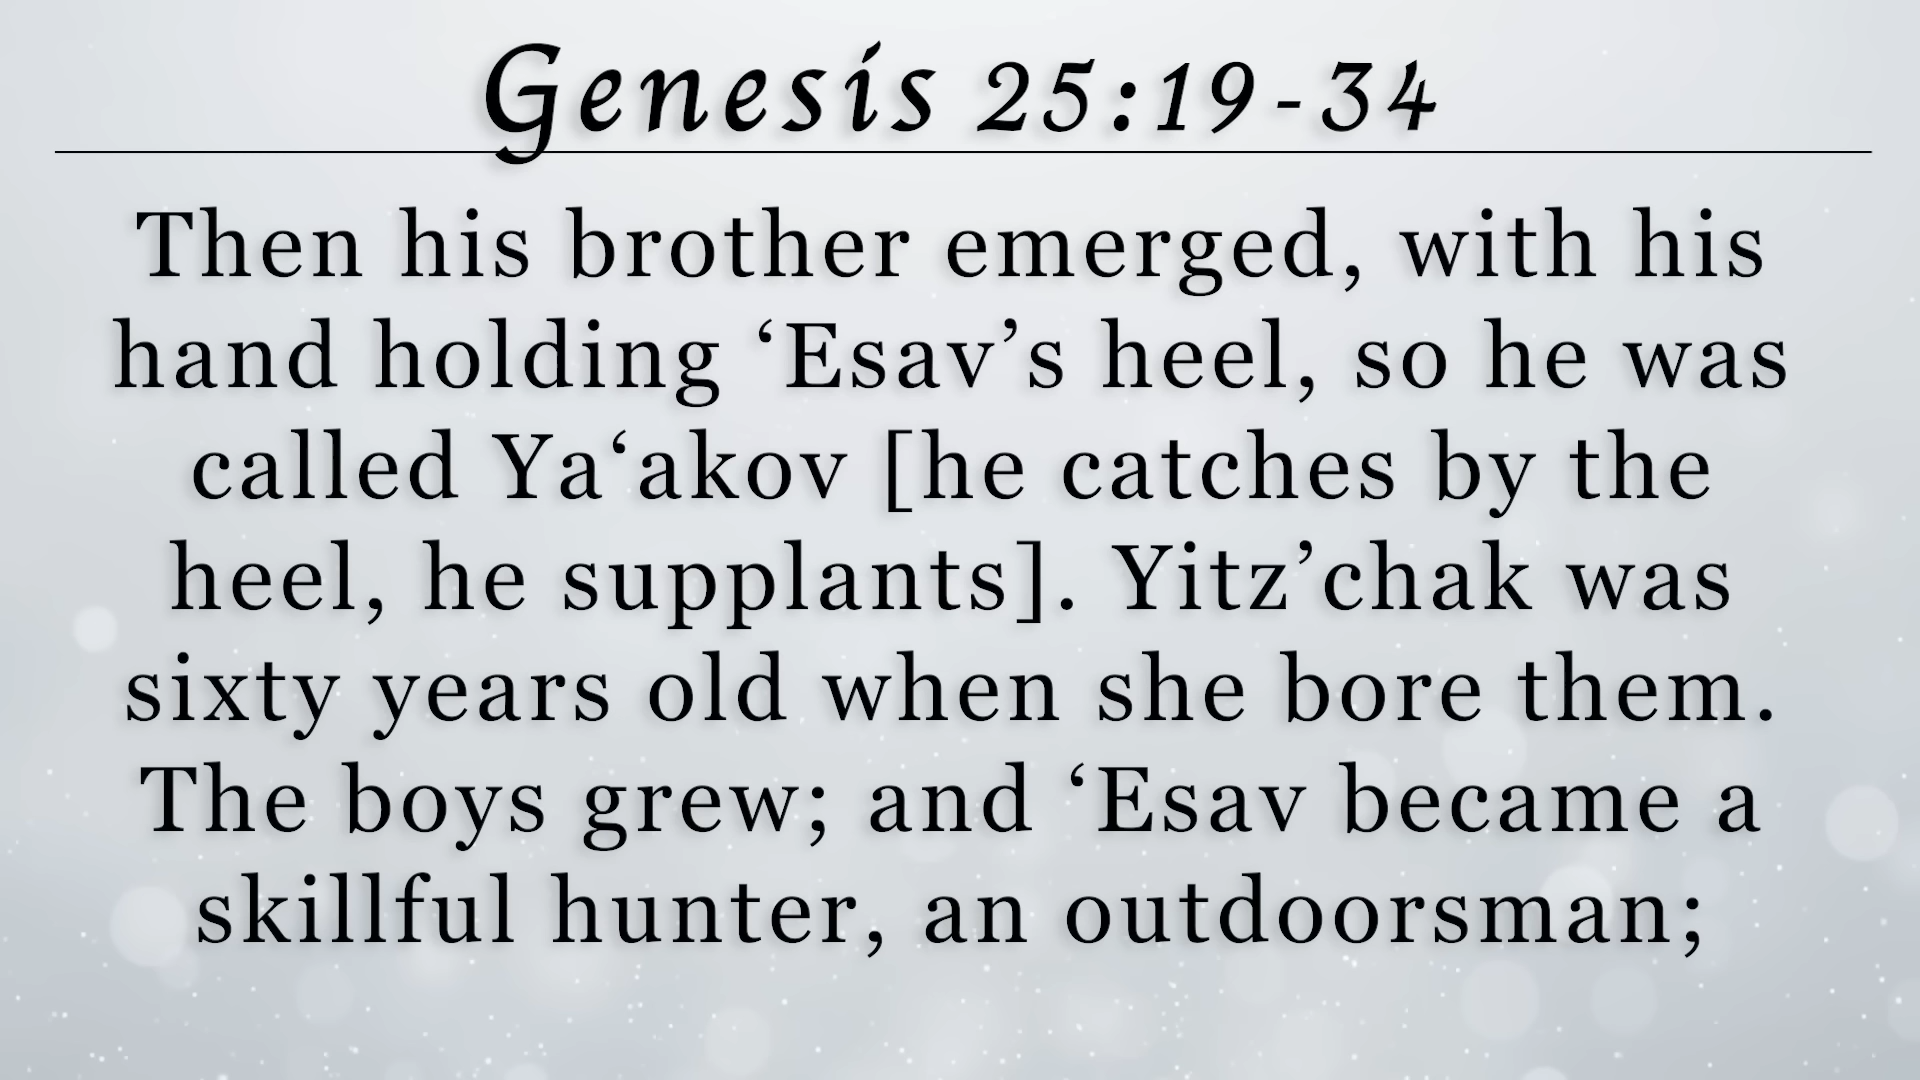 Genesis 25:19-34
Then his brother emerged, with his
hand holding ‘Esav’s heel, so he was
called Ya‘akov [he catches by the
heel, he supplants]. Yitz’chak was
sixty years old when she bore them.
The boys grew; and ‘Esav became a
skillful hunter, an outdoorsman;